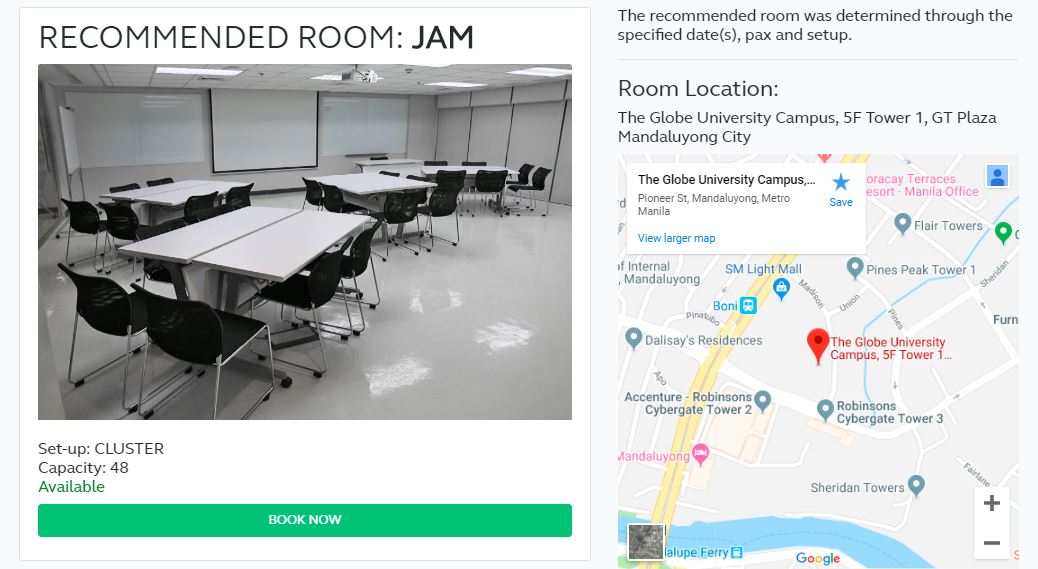 RECOMMENDED ROOM: JAM
Set-up: CLUSTER
Capacity: 48
Available
BOOK NOW
The recommended room was determined through the
specified date(s), pax and setup.
Room Location:
The Globe University Campus, 5F Tower 1, GT Plaza
Mandaluyong City
The Globe University Campus,...
Pioneer St, Mandaluyong, Metro
Manila
Save
View larger map
oracay Terraces
esort - Manila Office
Flair Towers
of Internal
, Mandaluyong
SM Light Mall
Pines Peak Tower 1
Sheridan
Madison
Union
Boni
Pines
Pinatubo
Furn
Dalisay's Residences
The Globe University
Campus, 5F Tower 1...
Apo
Accenture - Robinsons
Cybergate Tower 2
Robinsons
Cybergate Tower 3
Mandaluyong
Fairlane
Sheridan Towers
alupe Ferry
Google